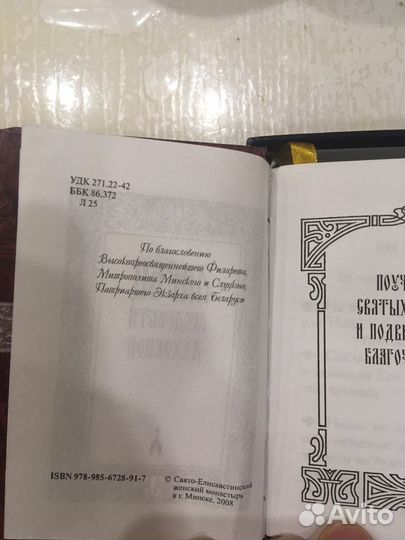 УДК 271.22-42
ББК 86.372
Л 25
По благословению
Высокопреосвященнейшего Филарета,
Митрополита Минского и Слуцкого,
Патриаршего Экзарха всея Беларуси
ISBN 978-985-6728-91-7
© Свято-Елисаветинский
женский монастырь
в г. Минске, 2008
ПОУЧ
СВЯТЫХ
И ПОДВИ
БЛАГОЧ
Avito